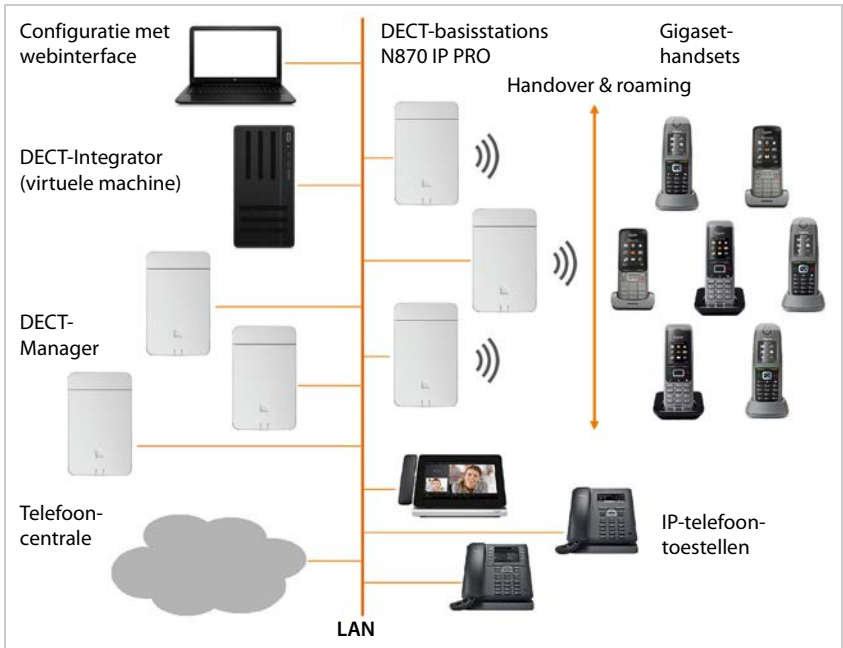 Configuratie met
webinterface
DECT-basisstations
N870 IP PRO
Gigaset-
handsets
Handover & roaming
DECT-Integrator
(virtuele machine)
DECT-
Manager
Telefoon-
centrale
IP-telefoon-
toestellen
LAN